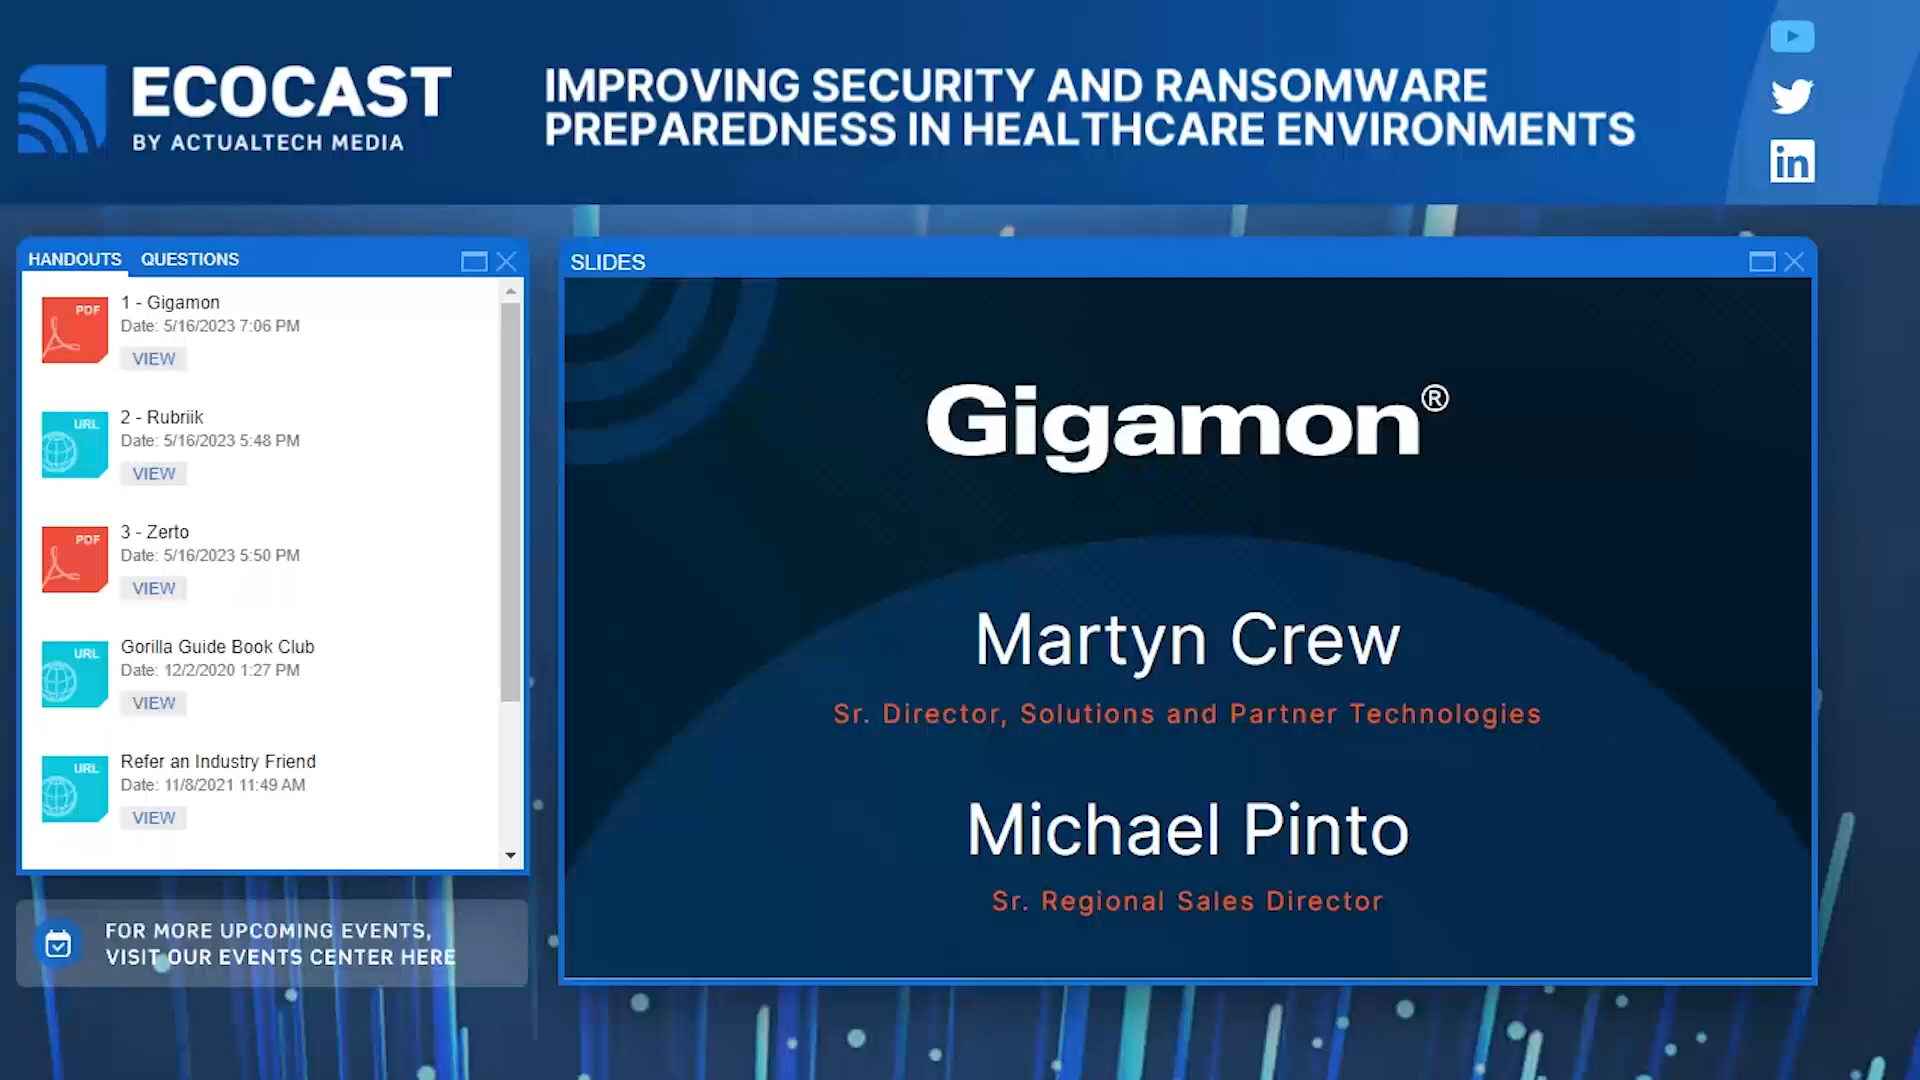 ECOCAST
BY ACTUALTECH MEDIA
IMPROVING SECURITY AND RANSOMWARE
PREPAREDNESS IN HEALTHCARE ENVIRONMENTS
in
HANDOUTS QUESTIONS
PDF
1 - Gigamon
Date: 5/16/2023 7:06 PM
VIEW
URL
2 - Rubriik
Date: 5/16/2023 5:48 PM
VIEW
PDF
3 - Zerto
Date: 5/16/2023 5:50 PM
VIEW
URL
Gorilla Guide Book Club
Date: 12/2/2020 1:27 PM
VIEW
URL
Refer an Industry Friend
Date: 11/8/2021 11:49 AM
VIEW
FOR MORE UPCOMING EVENTS,
VISIT OUR EVENTS CENTER HERE
SLIDES
Gigamon®
Martyn Crew
Sr. Director, Solutions and Partner Technologies
Michael Pinto
Sr. Regional Sales Director